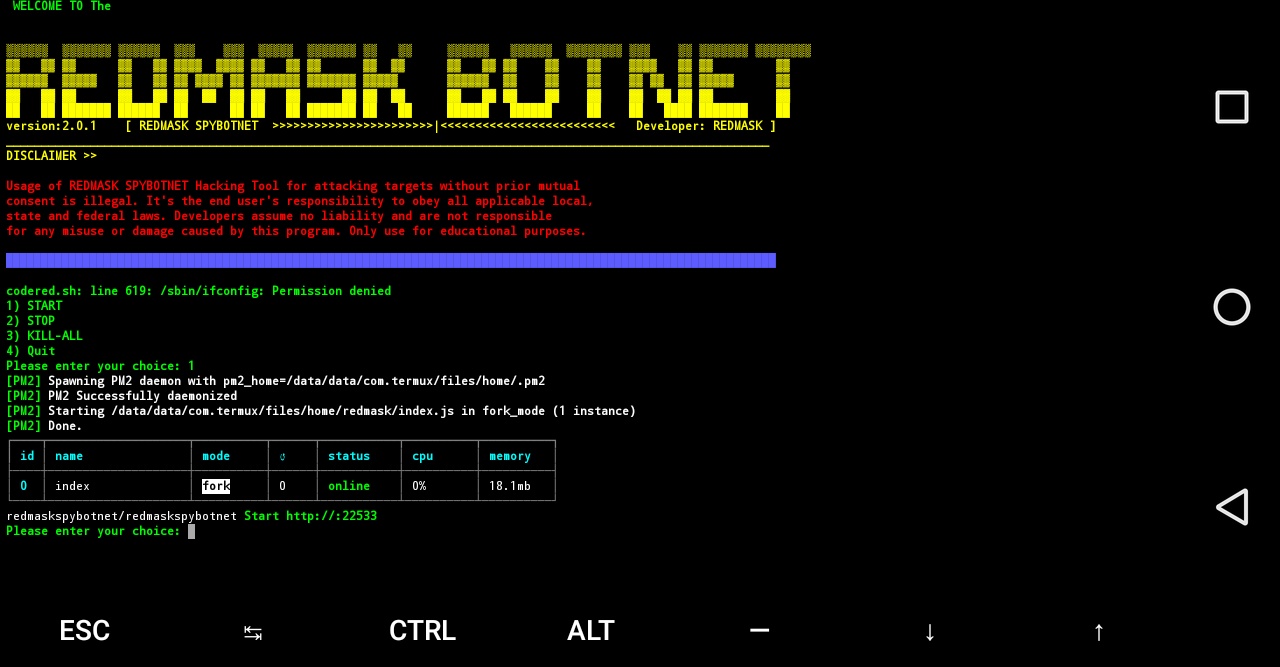 WELCOME TO The
REDMASK BOTNET
version:2.0.1    [ REDMASK SPYBOTNET  >>>>>>>>>>>>>>>>>>>>>>>|<<<<<<<<<<<<<<<<<<<<<<<<<   Developer: REDMASK ]
DISCLAIMER >>
Usage of REDMASK SPYBOTNET Hacking Tool for attacking targets without prior mutual
consent is illegal. It's the end user's responsibility to obey all applicable local,
state and federal laws. Developers assume no liability and are not responsible
for any misuse or damage caused by this program. Only use for educational purposes.
codered.sh: line 619: /sbin/ifconfig: Permission denied
1) START
2) STOP
3) KILL-ALL
4) Quit
Please enter your choice: 1
[PM2] Spawning PM2 daemon with pm2_home=/data/data/com.termux/files/home/.pm2
[PM2] PM2 Successfully daemonized
[PM2] Starting /data/data/com.termux/files/home/redmask/index.js in fork_mode (1 instance)
[PM2] Done.
id name mode ↺ status cpu memory
0 index fork 0 online 0% 18.1mb
redmaskspybotnet/redmaskspybotnet Start http://:22533
Please enter your choice:
ESC ↹ CTRL ALT — ↓ ↑